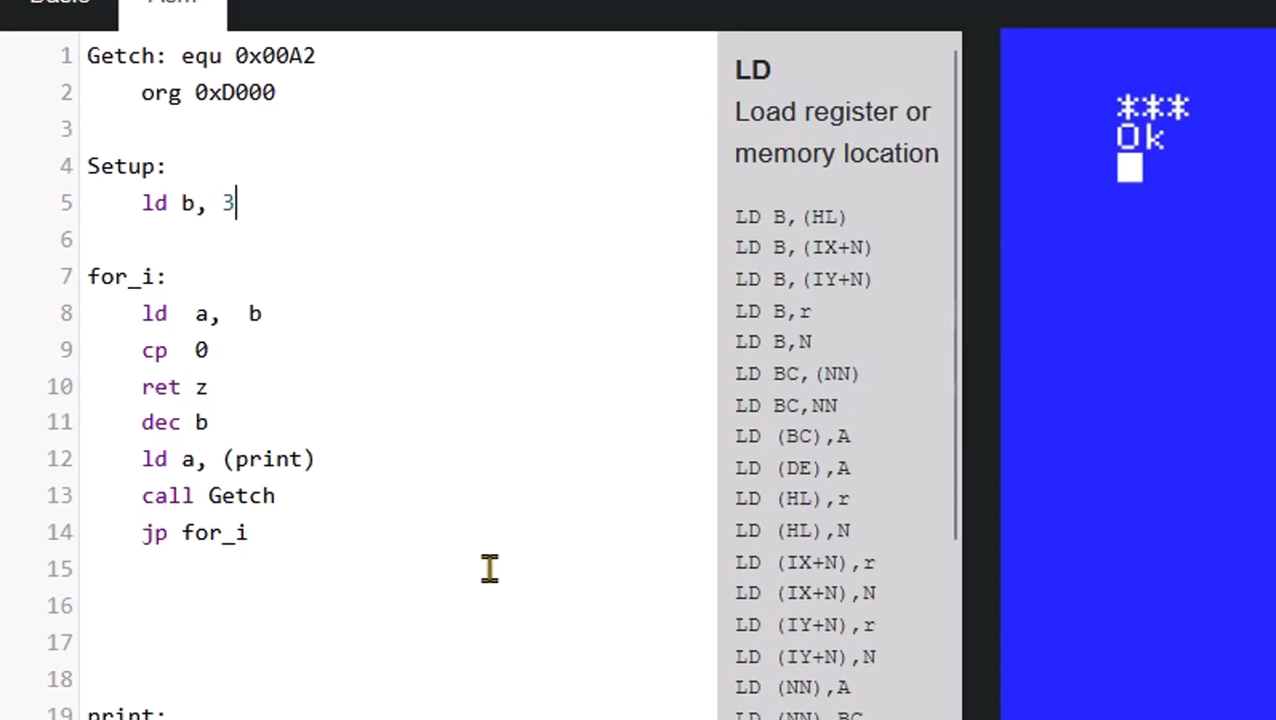 Basic Asm
1 Getch: equ 0x00A2
2 org 0xD000
3
4 Setup:
5 ld b, 3
6
7 for_i:
8 ld a, b
9 cp 0
10 ret z
11 dec b
12 ld a, (print)
13 call Getch
14 jp for_i
15
16
17
18
19 print:
LD
Load register or
memory location
LD B,(HL)
LD B,(IX+N)
LD B,(IY+N)
LD B,r
LD B,N
LD BC,(NN)
LD BC,NN
LD (BC),A
LD (DE),A
LD (HL),r
LD (HL),N
LD (IX+N),r
LD (IX+N),N
LD (IY+N),r
LD (IY+N),N
LD (NN),A
LD (NN),BC
***
Ok